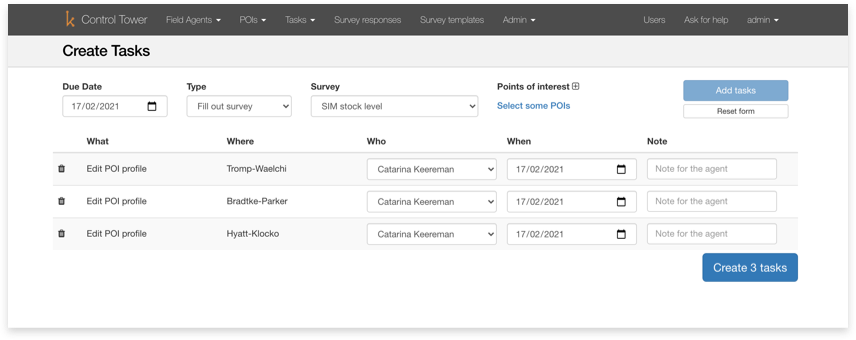 Control Tower Field Agents POIs Tasks Survey responses Survey templates Admin Users Ask for help admin
Create Tasks
Due Date Type Survey Points of interest
17/02/2021 Fill out survey SIM stock level Select some POIs Add tasks
Reset form
What Where Who When Note
Edit POI profile Tromp-Waelchi Catarina Keereman 17/02/2021 Note for the agent
Edit POI profile Bradtke-Parker Catarina Keereman 17/02/2021 Note for the agent
Edit POI profile Hyatt-Klocko Catarina Keereman 17/02/2021 Note for the agent
Create 3 tasks